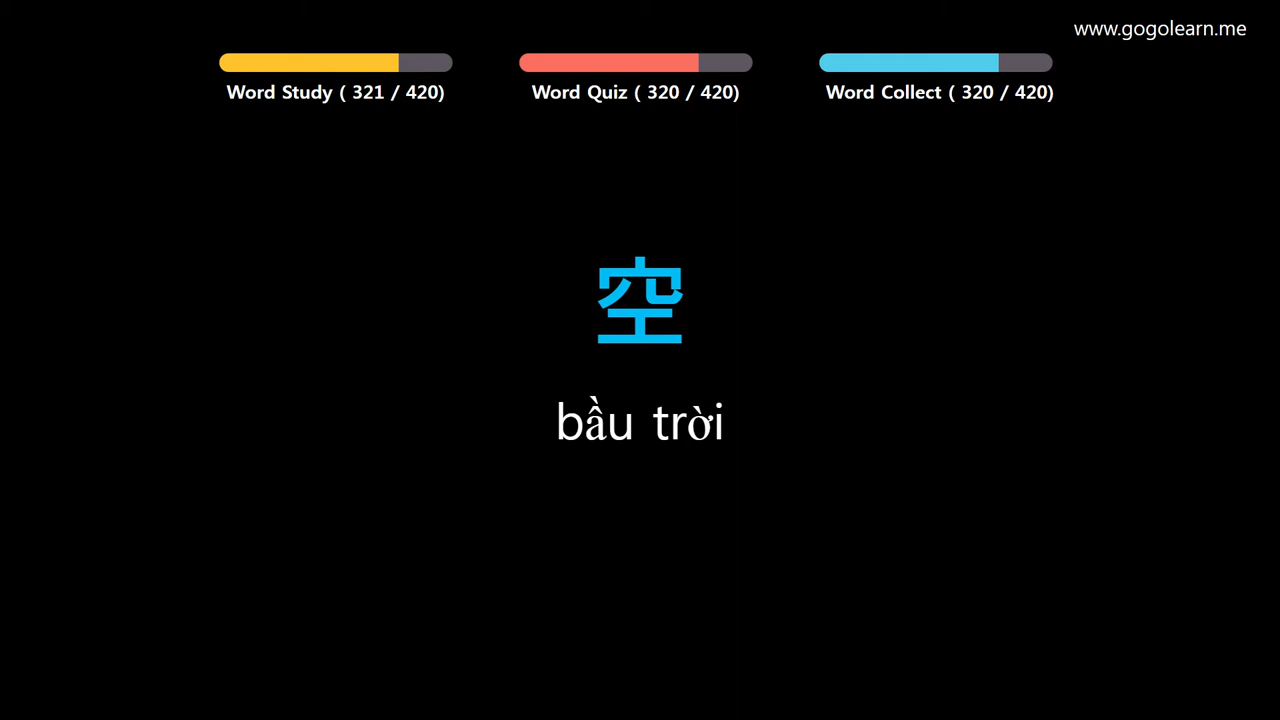 www.gogolearn.me
Word Study ( 321 / 420)
Word Quiz ( 320 / 420)
Word Collect ( 320 / 420)
空
bầu trời